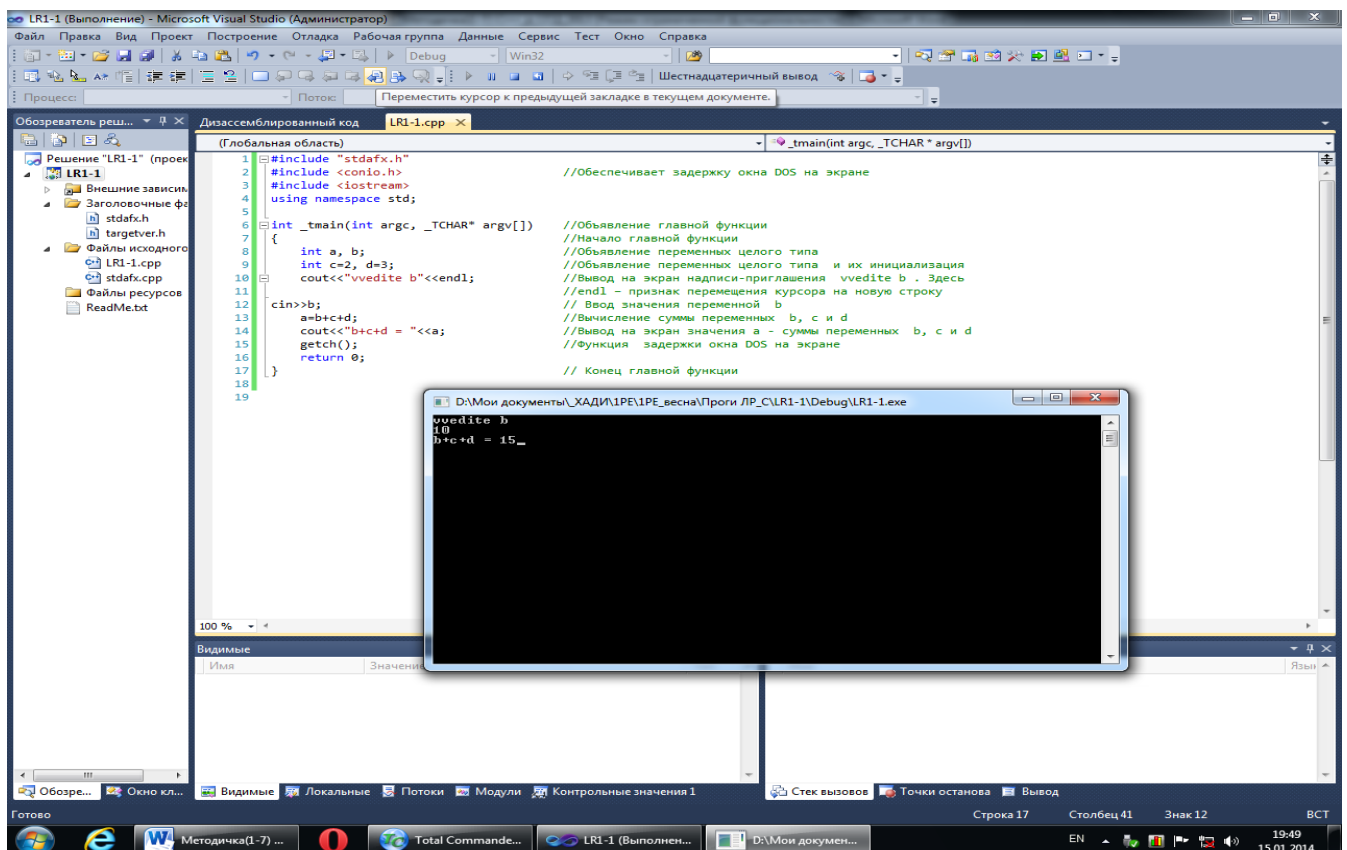 LR1-1 (Выполнение) - Microsoft Visual Studio (Администратор)
Файл Правка Вид Проект Построение Отладка Рабочая группа Данные Сервис Тест Окно Справка
Debug Win32
Шестнадцатеричный вывод
Процесс: Поток: Переместить курсор к предыдущей закладке в текущем документе.
Обозреватель реш... Дизассемблированный код LR1-1.cpp
(Глобальная область) _tmain(int argc, _TCHAR * argv[])
Решение "LR1-1" (проек
LR1-1
Внешние зависим
Заголовочные фа
stdafx.h
targetver.h
Файлы исходного
LR1-1.cpp
stdafx.cpp
Файлы ресурсов
ReadMe.txt
1 #include "stdafx.h"
2 #include <conio.h> //Обеспечивает задержку окна DOS на экране
3 #include <iostream>
4 using namespace std;
5
6 int _tmain(int argc, _TCHAR* argv[]) //Объявление главной функции
7 { //Начало главной функции
8 int a, b; //Объявление переменных целого типа
9 int c=2, d=3; //Объявление переменных целого типа и их инициализация
10 cout<<"vvedite b"<<endl; //Вывод на экран надписи-приглашения vvedite b . Здесь
11 //endl – признак перемещения курсора на новую строку
12 cin>>b; // Ввод значения переменной b
13 a=b+c+d; //Вычисление суммы переменных b, c и d
14 cout<<"b+c+d = "<<a; //Вывод на экран значения a - суммы переменных b, c и d
15 getch(); //Функция задержки окна DOS на экране
16 return 0;
17 } // Конец главной функции
18
19
D:\Мои документы\_ХАДИ\1РЕ\1РЕ_весна\Проги ЛР_С\LR1-1\Debug\LR1-1.exe
vvedite b
10
b+c+d = 15_
100 %
Видимые
Имя Значение Язык
Обозре... Окно кл... Видимые Локальные Потоки Модули Контрольные значения 1 Стек вызовов Точки останова Вывод
Готово Строка 17 Столбец 41 Знак 12 ВСТ
Методичка(1-7) ... Total Commande... LR1-1 (Выполнен... D:\Мои докумен... EN 19:49
15.01.2014